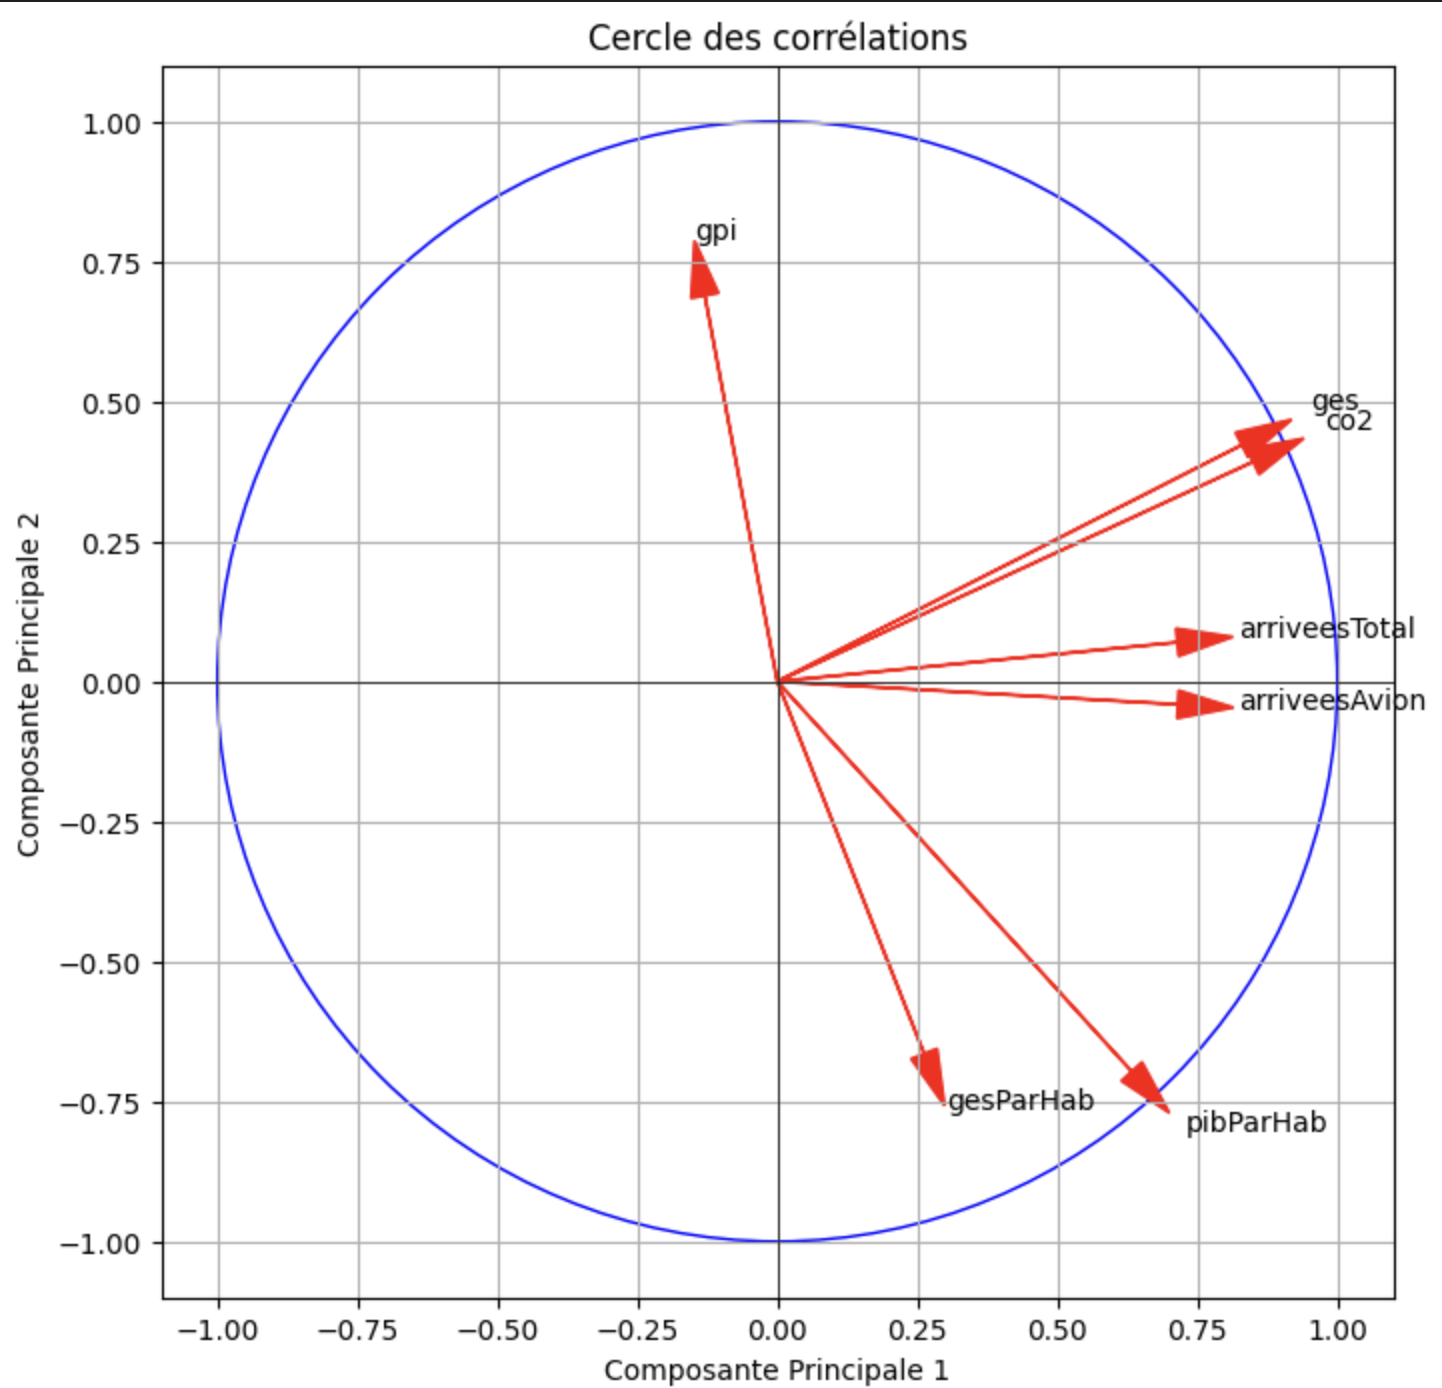 Cercle des corrélations
1.00
0.75
0.50
0.25
0.00
−0.25
−0.50
−0.75
−1.00
Composante Principale 2
gpi
ges
co2
arriveesTotal
arriveesAvion
gesParHab
pibParHab
−1.00 −0.75 −0.50 −0.25 0.00 0.25 0.50 0.75 1.00
Composante Principale 1